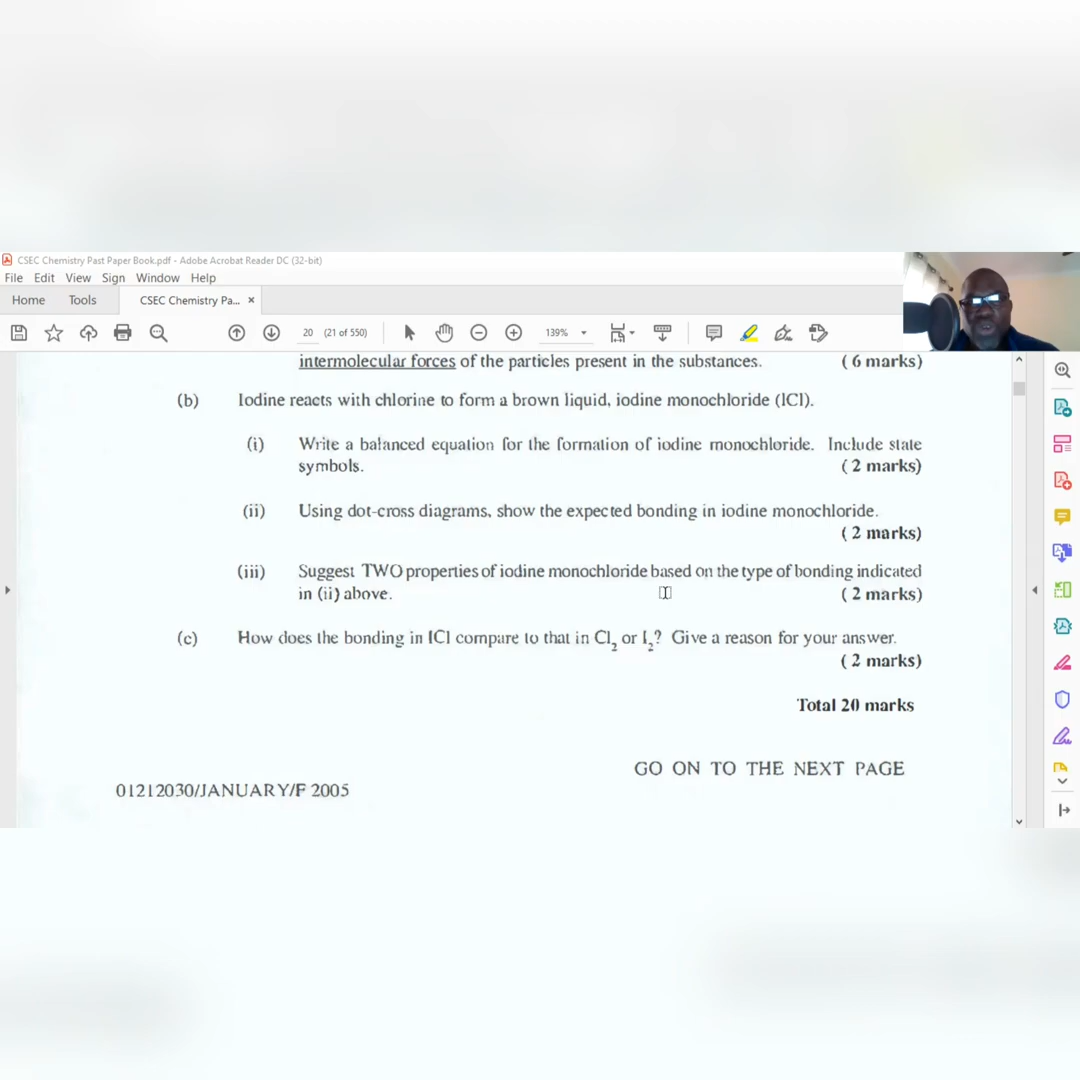 CSEC Chemistry Past Paper Book.pdf - Adobe Acrobat Reader DC (32-bit)
File Edit View Sign Window Help
Home Tools CSEC Chemistry Pa... ×
20 (21 of 550) 139%
intermolecular forces of the particles present in the substances. ( 6 marks)
(b) Iodine reacts with chlorine to form a brown liquid, iodine monochloride (ICl).
(i) Write a balanced equation for the formation of iodine monochloride. Include state
symbols. ( 2 marks)
(ii) Using dot-cross diagrams, show the expected bonding in iodine monochloride.
( 2 marks)
(iii) Suggest TWO properties of iodine monochloride based on the type of bonding indicated
in (ii) above. ( 2 marks)
(c) How does the bonding in ICl compare to that in Cl₂ or I₂? Give a reason for your answer.
( 2 marks)
Total 20 marks
GO ON TO THE NEXT PAGE
01212030/JANUARY/F 2005